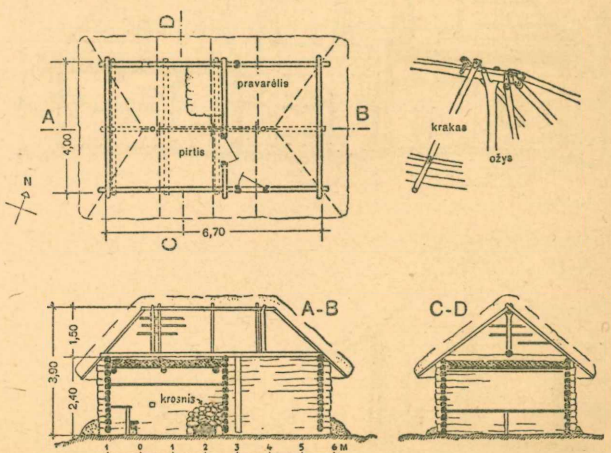 D
pravarėlis
A
B
4,00
pirtis
N
C
6,70
krakas
ožys
A-B
C-D
3,90
1,50
2,40
krosnis
1 0 1 2 3 4 5 6 M